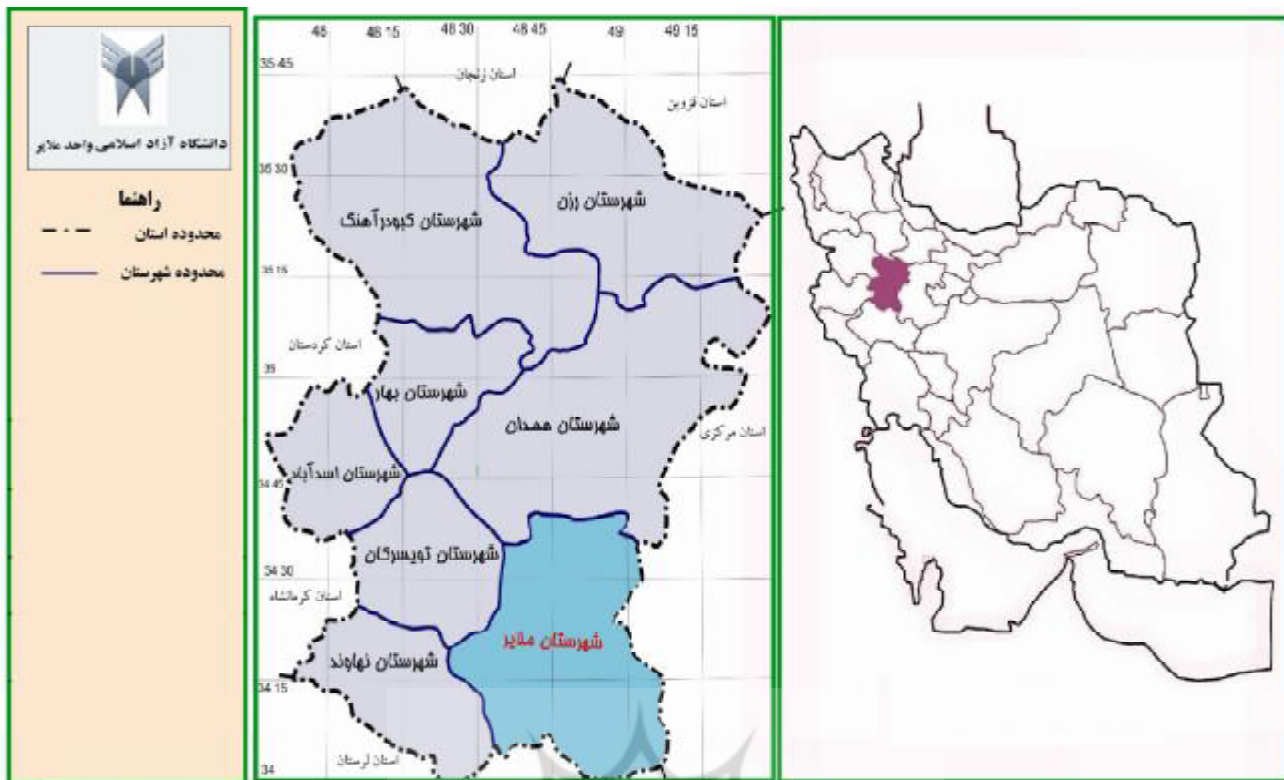 دانشگاه آزاد اسلامی واحد ملایر
راهنما
محدوده استان
محدوده شهرستان
48
48 15
48 30
48 45
49
49 15
35 45
35 30
35 15
35
34 45
34 30
34 15
34
استان زنجان
استان قزوین
شهرستان رزن
شهرستان کبودرآهنگ
استان کردستان
شهرستان بهار
شهرستان همدان
استان مرکزی
شهرستان اسدآباد
شهرستان تویسرکان
استان کرمانشاه
شهرستان ملایر
شهرستان نهاوند
استان لرستان